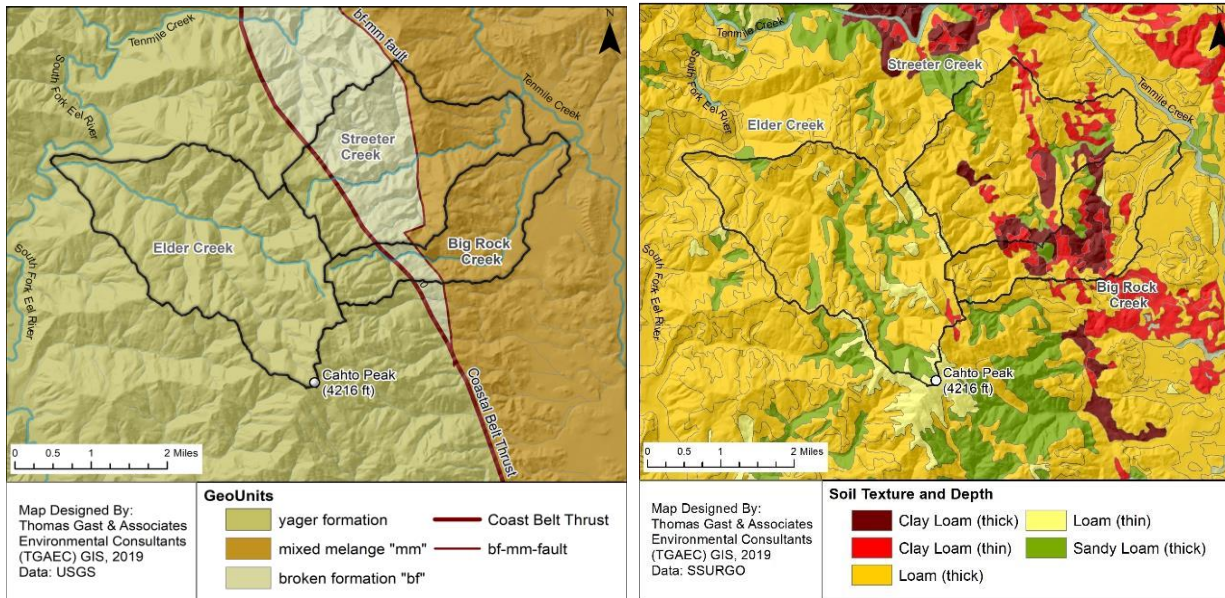 N
Tenmile Creek
bf-mm fault
South Fork Eel River
Streeter
Creek
Tenmile Creek
Elder Creek
Big Rock
Creek
South Fork Eel River
Cahto Peak
(4216 ft)
Coastal Belt Thrust
0 0.5 1 2 Miles
Map Designed By:
Thomas Gast & Associates
Environmental Consultants
(TGAEC) GIS, 2019
Data: USGS
GeoUnits
yager formation
mixed melange "mm"
broken formation "bf"
Coast Belt Thrust
bf-mm-fault
N
Tenmile Creek
Streeter Creek
South Fork Eel River
Tenmile Creek
Elder Creek
Big Rock
Creek
South Fork Eel River
Cahto Peak
(4216 ft)
0 0.5 1 2 Miles
Map Designed By:
Thomas Gast & Associates
Environmental Consultants
(TGAEC) GIS, 2019
Data: SSURGO
Soil Texture and Depth
Clay Loam (thick)
Clay Loam (thin)
Loam (thick)
Loam (thin)
Sandy Loam (thick)